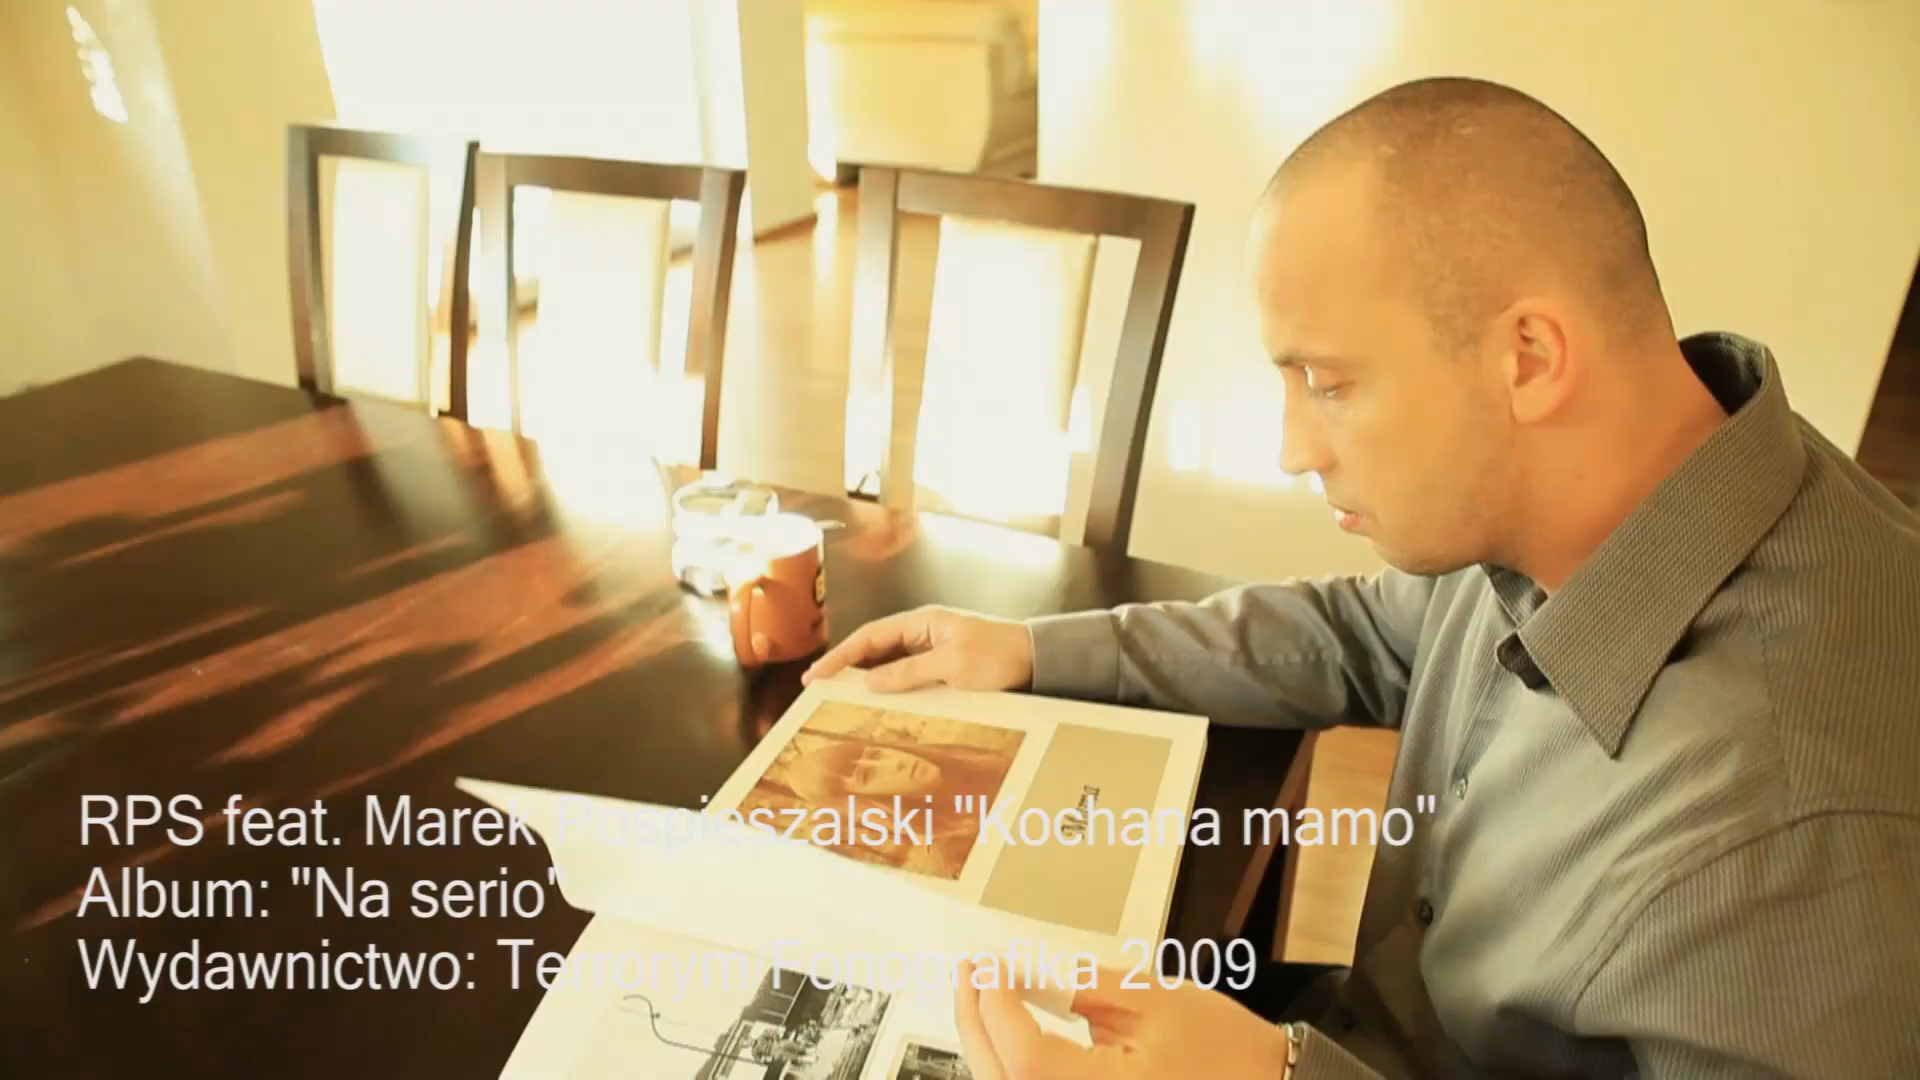 RPS feat. Marek Pospieszalski "Kochana mamo"
Album: "Na serio"
Wydawnictwo: Terrorym/Fonografika 2009